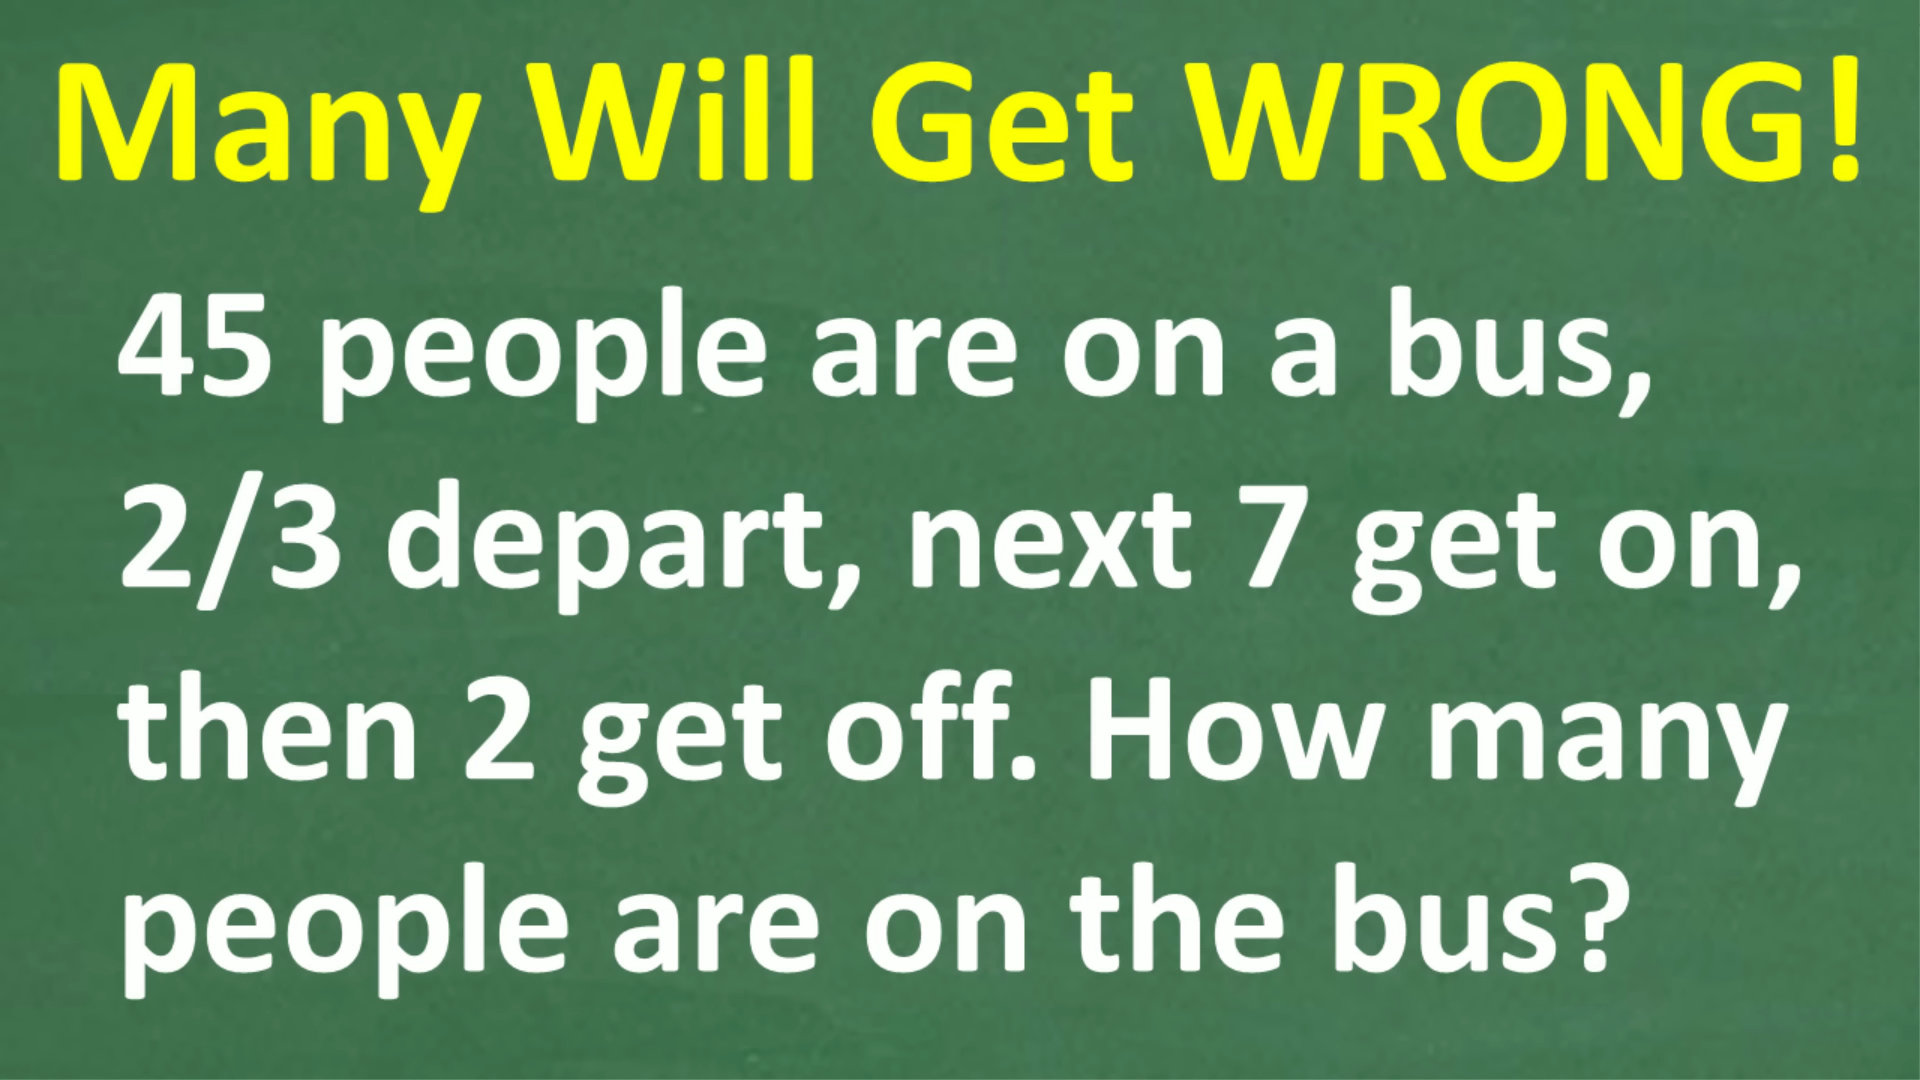 Many Will Get WRONG!
45 people are on a bus,
2/3 depart, next 7 get on,
then 2 get off. How many
people are on the bus?